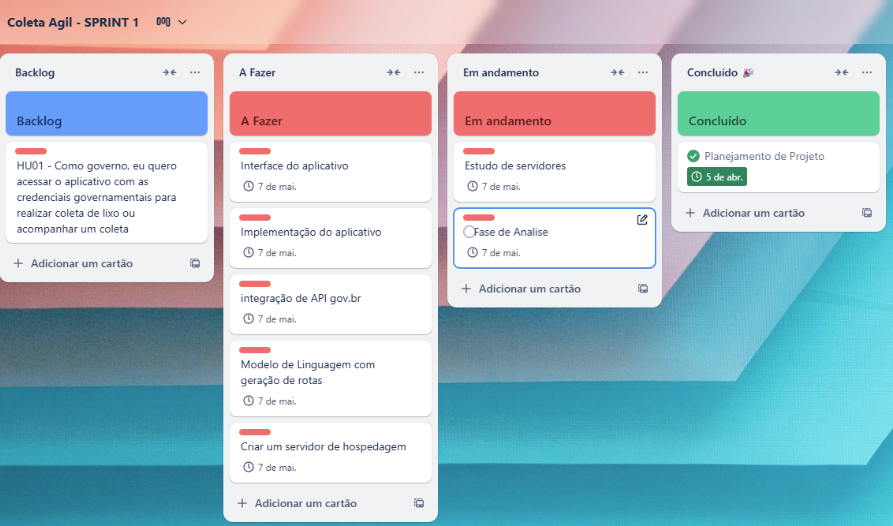 Coleta Agil - SPRINT 1
Backlog
Backlog
HU01 - Como governo, eu quero
acessar o aplicativo com as
credenciais governamentais para
realizar coleta de lixo ou
acompanhar um coleta
Adicionar um cartão
A Fazer
A Fazer
Interface do aplicativo
7 de mai.
Implementação do aplicativo
7 de mai.
integração de API gov.br
7 de mai.
Modelo de Linguagem com
geração de rotas
7 de mai.
Criar um servidor de hospedagem
7 de mai.
Adicionar um cartão
Em andamento
Em andamento
Estudo de servidores
7 de mai.
Fase de Analise
7 de mai.
Adicionar um cartão
Concluído 🎉
Concluído
Planejamento de Projeto
5 de abr.
Adicionar um cartão